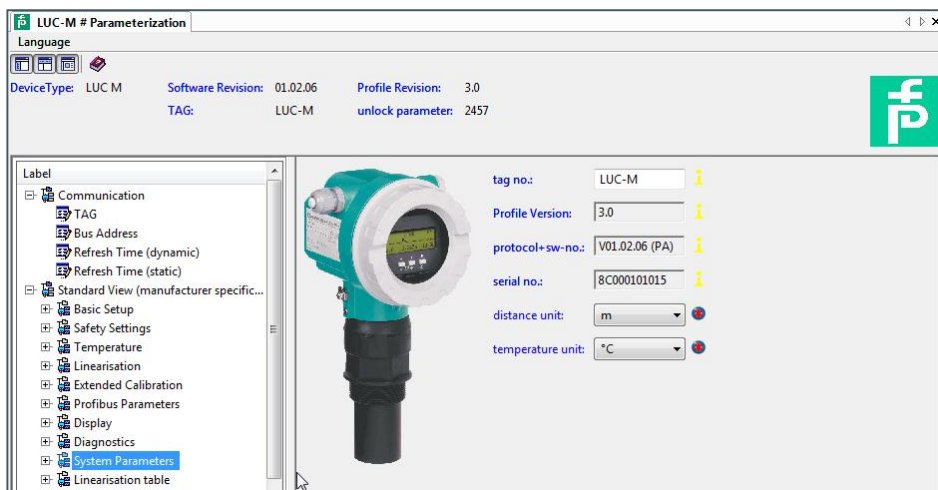 LUC-M # Parameterization
Language
DeviceType: LUC M Software Revision: 01.02.06 Profile Revision: 3.0
TAG: LUC-M unlock parameter: 2457
Label
Communication
TAG
Bus Address
Refresh Time (dynamic)
Refresh Time (static)
Standard View (manufacturer specific...
Basic Setup
Safety Settings
Temperature
Linearisation
Extended Calibration
Profibus Parameters
Display
Diagnostics
System Parameters
Linearisation table
tag no.: LUC-M
Profile Version: 3.0
protocol+sw-no.: V01.02.06 (PA)
serial no.: 8C000101015
distance unit: m
temperature unit: °C